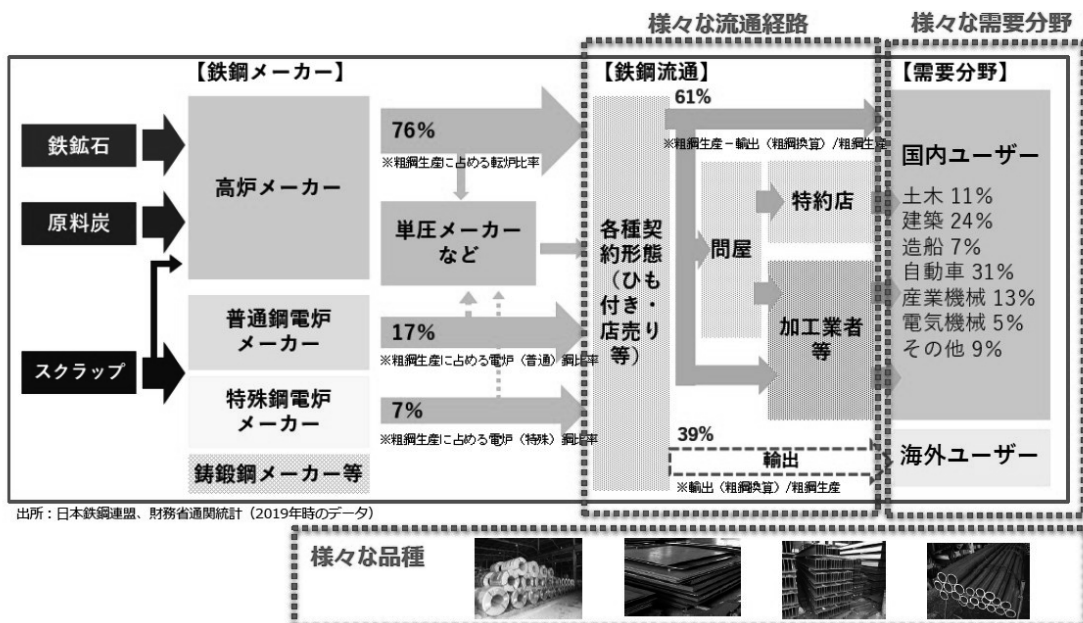 様々な流通経路
様々な需要分野
【鉄鋼メーカー】
【鉄鋼流通】
【需要分野】
鉄鉱石
原料炭
スクラップ
高炉メーカー
普通鋼電炉
メーカー
特殊鋼電炉
メーカー
鋳鍛鋼メーカー等
76%
※粗鋼生産に占める転炉比率
単圧メーカー
など
17%
※粗鋼生産に占める電炉（普通）鋼比率
7%
※粗鋼生産に占める電炉（特殊）鋼比率
各種契
約形態
（ひも
付き・
店売り
等）
61%
※粗鋼生産－輸出（粗鋼換算）/粗鋼生産
問屋
特約店
加工業者
等
39%
輸出
※輸出（粗鋼換算）/粗鋼生産
国内ユーザー
土木 11%
建築 24%
造船 7%
自動車 31%
産業機械 13%
電気機械 5%
その他 9%
海外ユーザー
出所：日本鉄鋼連盟、財務省通関統計（2019年時のデータ）
様々な品種